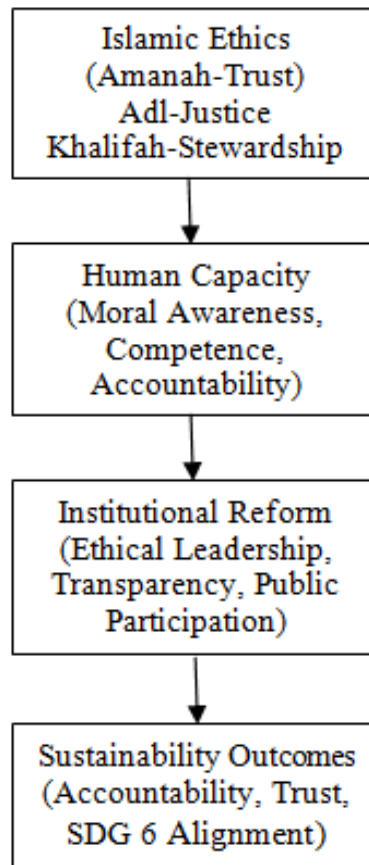 Islamic Ethics
(Amanah-Trust)
Adl-Justice
Khalifah-Stewardship
Human Capacity
(Moral Awareness,
Competence,
Accountability)
Institutional Reform
(Ethical Leadership,
Transparency, Public
Participation)
Sustainability Outcomes
(Accountability, Trust,
SDG 6 Alignment)